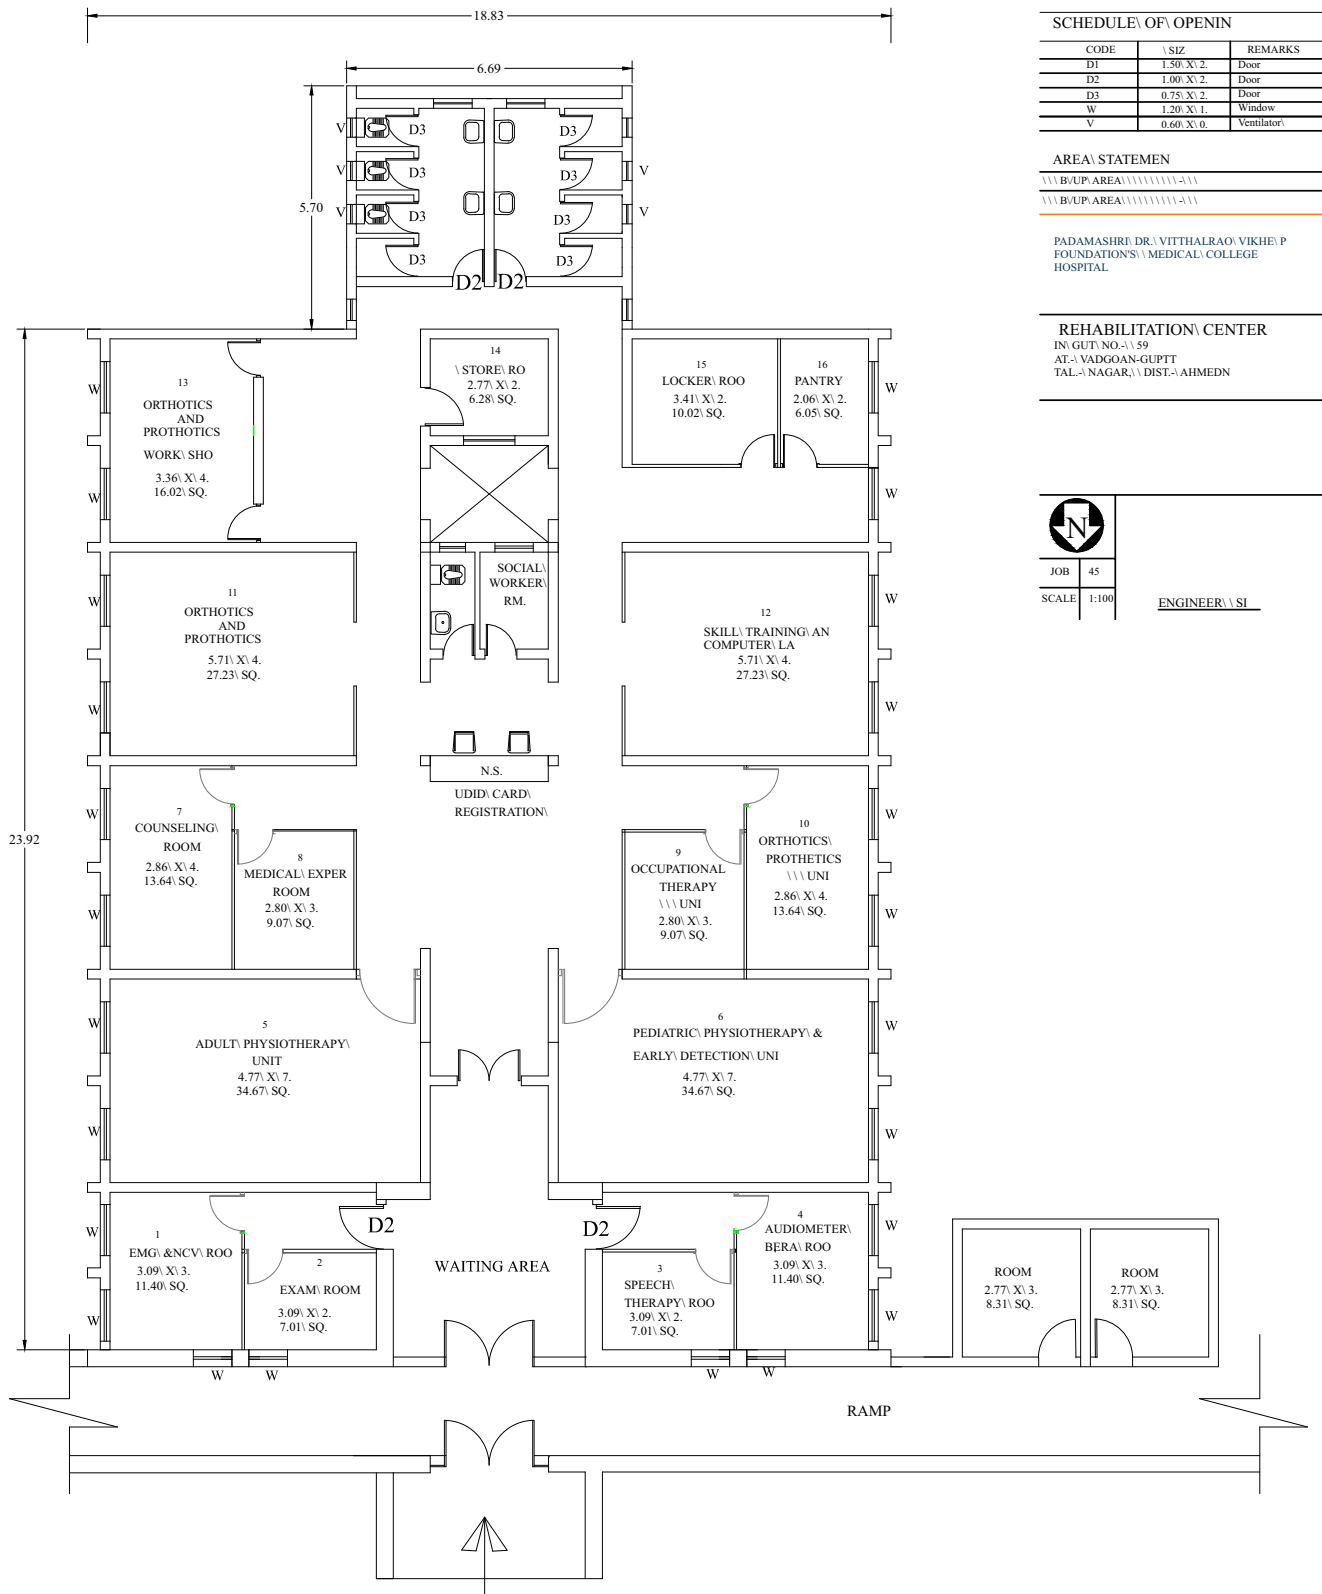 18.83
6.69
5.70
23.92
V
V
V
V
V
V
D3
D3
D3
D3
D3
D3
D3
D3
D2
D2
13
ORTHOTICS
AND
PROTHOTICS
WORK\ SHO
3.36\ X\ 4.
16.02\ SQ.
14
\ STORE\ RO
2.77\ X\ 2.
6.28\ SQ.
15
LOCKER\ ROO
3.41\ X\ 2.
10.02\ SQ.
16
PANTRY
2.06\ X\ 2.
6.05\ SQ.
W
W
W
W
11
ORTHOTICS
AND
PROTHOTICS
5.71\ X\ 4.
27.23\ SQ.
SOCIAL\
WORKER\
RM.
12
SKILL\ TRAINING\ AN
COMPUTER\ LA
5.71\ X\ 4.
27.23\ SQ.
W
W
W
W
N.S.
UDID\ CARD\
REGISTRATION\
7
COUNSELING\
ROOM
2.86\ X\ 4.
13.64\ SQ.
8
MEDICAL\ EXPER
ROOM
2.80\ X\ 3.
9.07\ SQ.
9
OCCUPATIONAL
THERAPY
\ \ \ UNI
2.80\ X\ 3.
9.07\ SQ.
10
ORTHOTICS\
PROTHETICS
\ \ \ UNI
2.86\ X\ 4.
13.64\ SQ.
W
W
W
W
5
ADULT\ PHYSIOTHERAPY\
UNIT
4.77\ X\ 7.
34.67\ SQ.
6
PEDIATRIC\ PHYSIOTHERAPY\ &
EARLY\ DETECTION\ UNI
4.77\ X\ 7.
34.67\ SQ.
W
W
W
W
1
EMG\ &NCV\ ROO
3.09\ X\ 3.
11.40\ SQ.
2
EXAM\ ROOM
3.09\ X\ 2.
7.01\ SQ.
D2
WAITING AREA
D2
3
SPEECH\
THERAPY\ ROO
3.09\ X\ 2.
7.01\ SQ.
4
AUDIOMETER\
BERA\ ROO
3.09\ X\ 3.
11.40\ SQ.
W
W
W
W
W
W
W
W
ROOM
2.77\ X\ 3.
8.31\ SQ.
ROOM
2.77\ X\ 3.
8.31\ SQ.
RAMP
SCHEDULE\ OF\ OPENIN
CODE \ SIZ REMARKS
D1 1.50\ X\ 2. Door
D2 1.00\ X\ 2. Door
D3 0.75\ X\ 2. Door
W 1.20\ X\ 1. Window
V 0.60\ X\ 0. Ventilator\
AREA\ STATEMEN
\ \ \ B\/UP\ AREA\ \ \ \ \ \ \ \ \ \ -\ \ \
\ \ \ B\/UP\ AREA\ \ \ \ \ \ \ \ \ \ -\ \ \
PADAMASHRI\ DR.\ VITTHALRAO\ VIKHE\ P
FOUNDATION'S\ \ MEDICAL\ COLLEGE
HOSPITAL
REHABILITATION\ CENTER
IN\ GUT\ NO.-\ \ 59
AT.-\ VADGOAN-GUPTT
TAL.-\ NAGAR,\ \ DIST.-\ AHMEDN
N
JOB 45
SCALE 1:100
ENGINEER\ \ SI